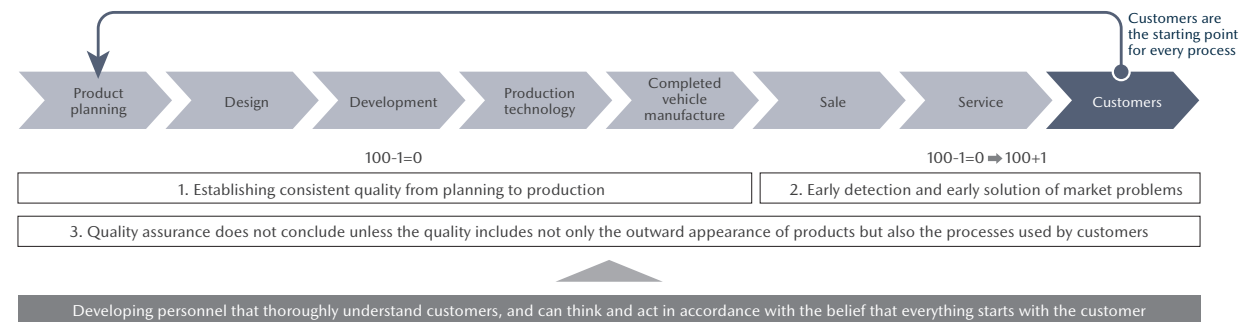 Customers are
the starting point
for every process
Product
planning
Design
Development
Production
technology
Completed
vehicle
manufacture
Sale
Service
Customers
100-1=0
100-1=0 ➡ 100+1
1. Establishing consistent quality from planning to production
2. Early detection and early solution of market problems
3. Quality assurance does not conclude unless the quality includes not only the outward appearance of products but also the processes used by customers
Developing personnel that thoroughly understand customers, and can think and act in accordance with the belief that everything starts with the customer